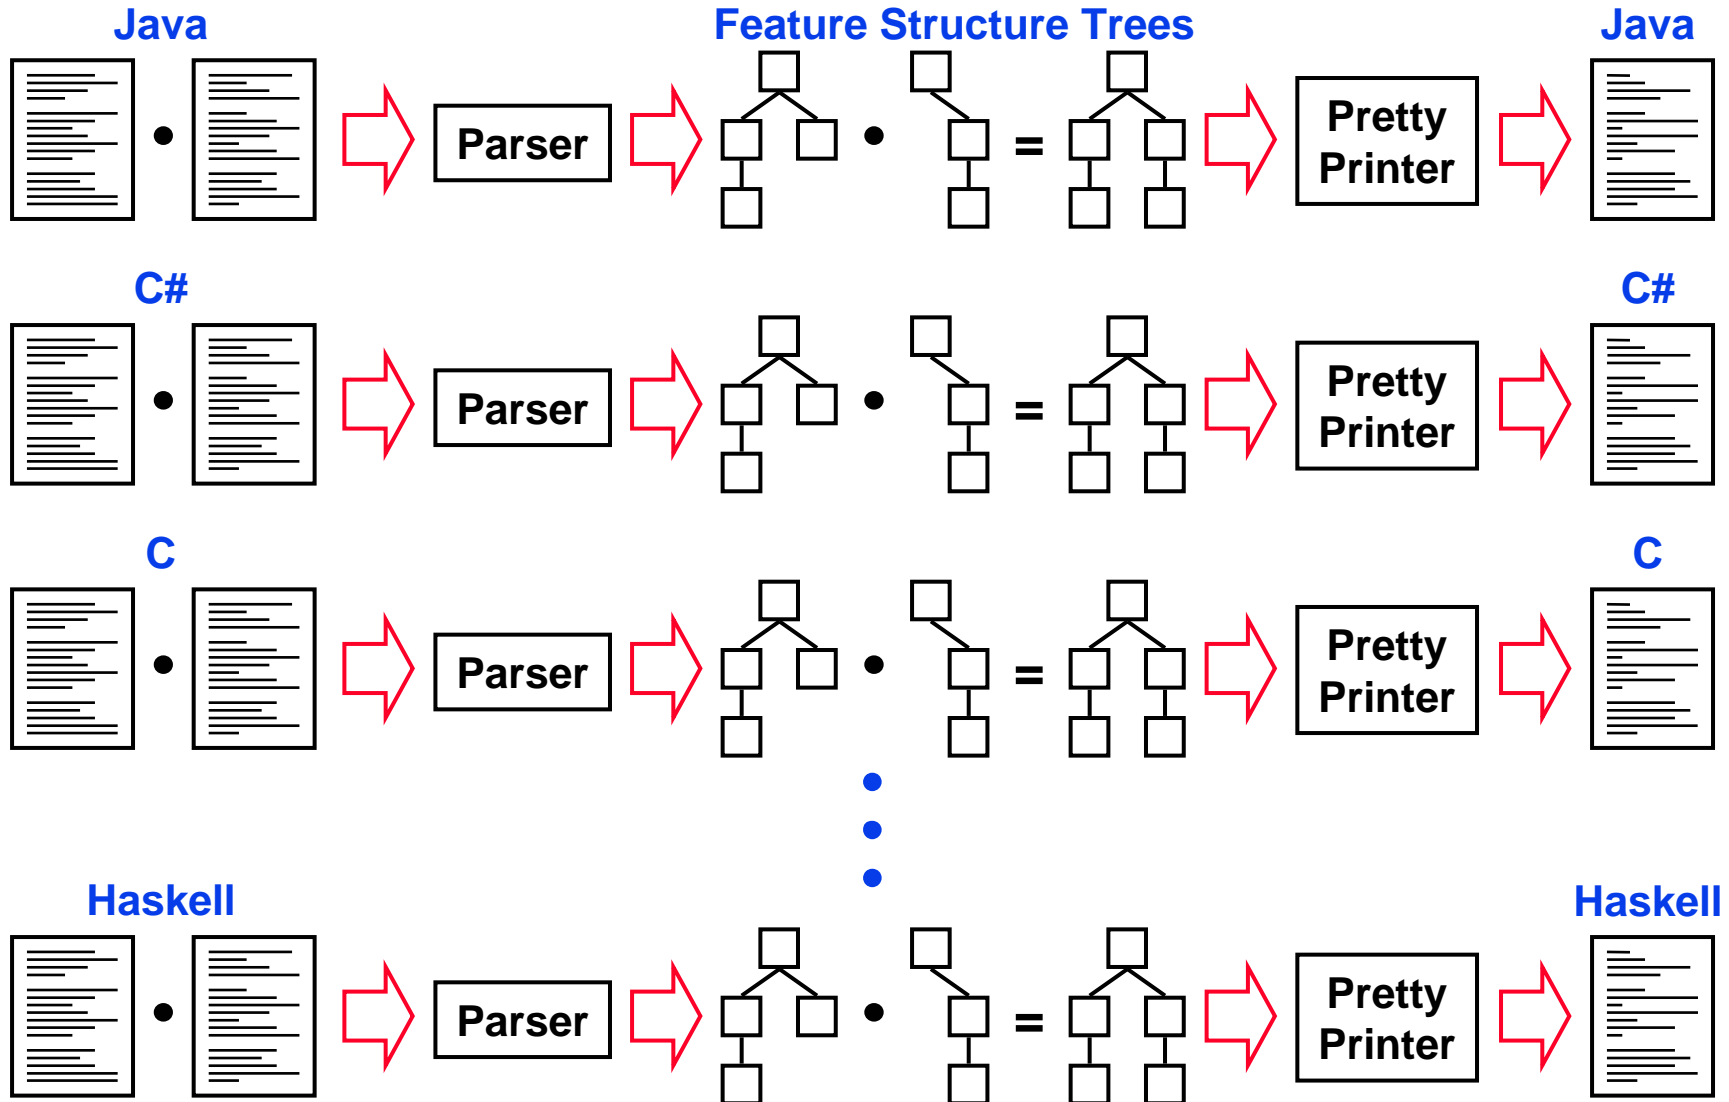 Java
Feature Structure Trees
Java
Parser
=
Pretty
Printer
C#
C#
Parser
=
Pretty
Printer
C
C
Parser
=
Pretty
Printer
Haskell
Haskell
Parser
=
Pretty
Printer